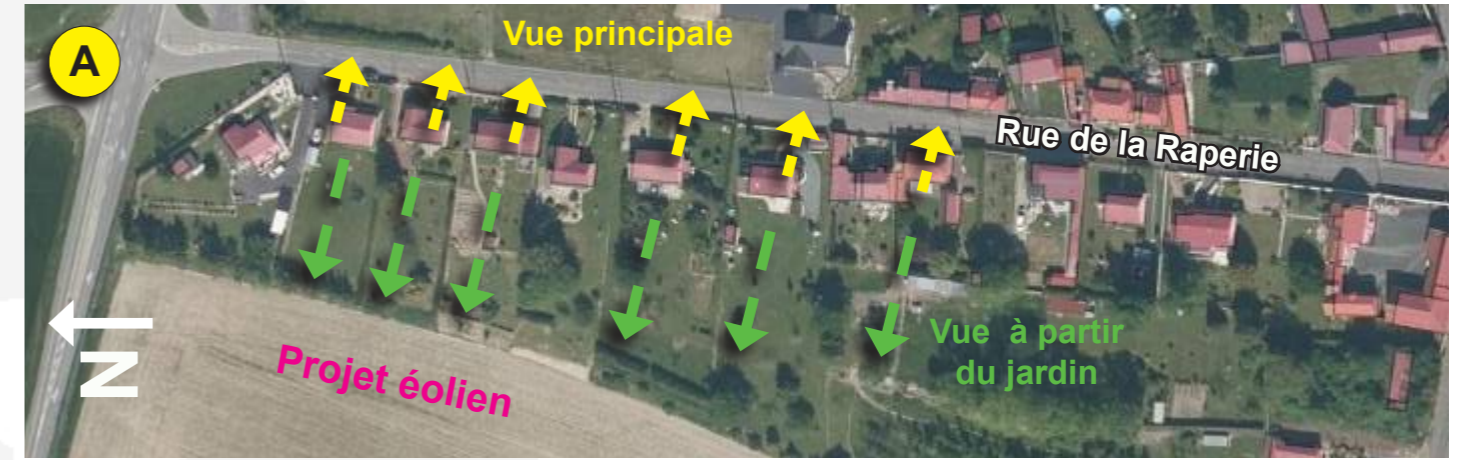 A
Vue principale
Rue de la Raperie
Vue à partir
du jardin
Projet éolien
N